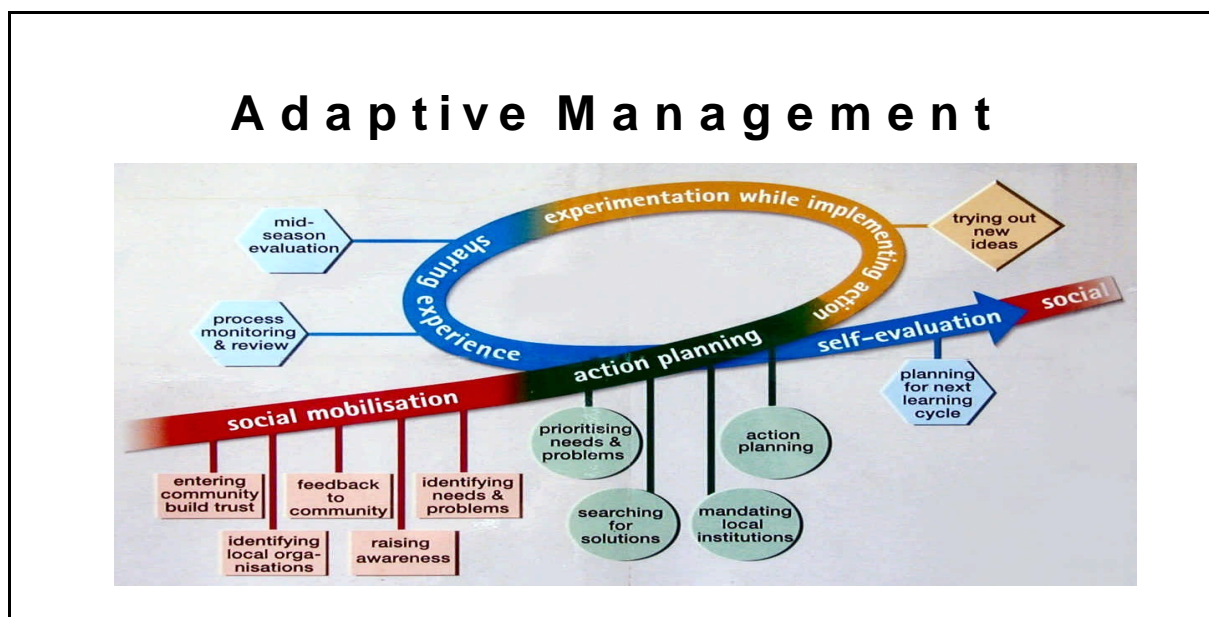 Adaptive Management
experimentation while implementing action
mid-
season
evaluation
sharing experience
trying out
new
ideas
process
monitoring
& review
social
self-evaluation
action planning
social mobilisation
planning
for next
learning
cycle
prioritising
needs &
problems
action
planning
entering
community
build trust
feedback
to
community
identifying
needs &
problems
searching
for
solutions
mandating
local
institutions
identifying
local orga-
nisations
raising
awareness